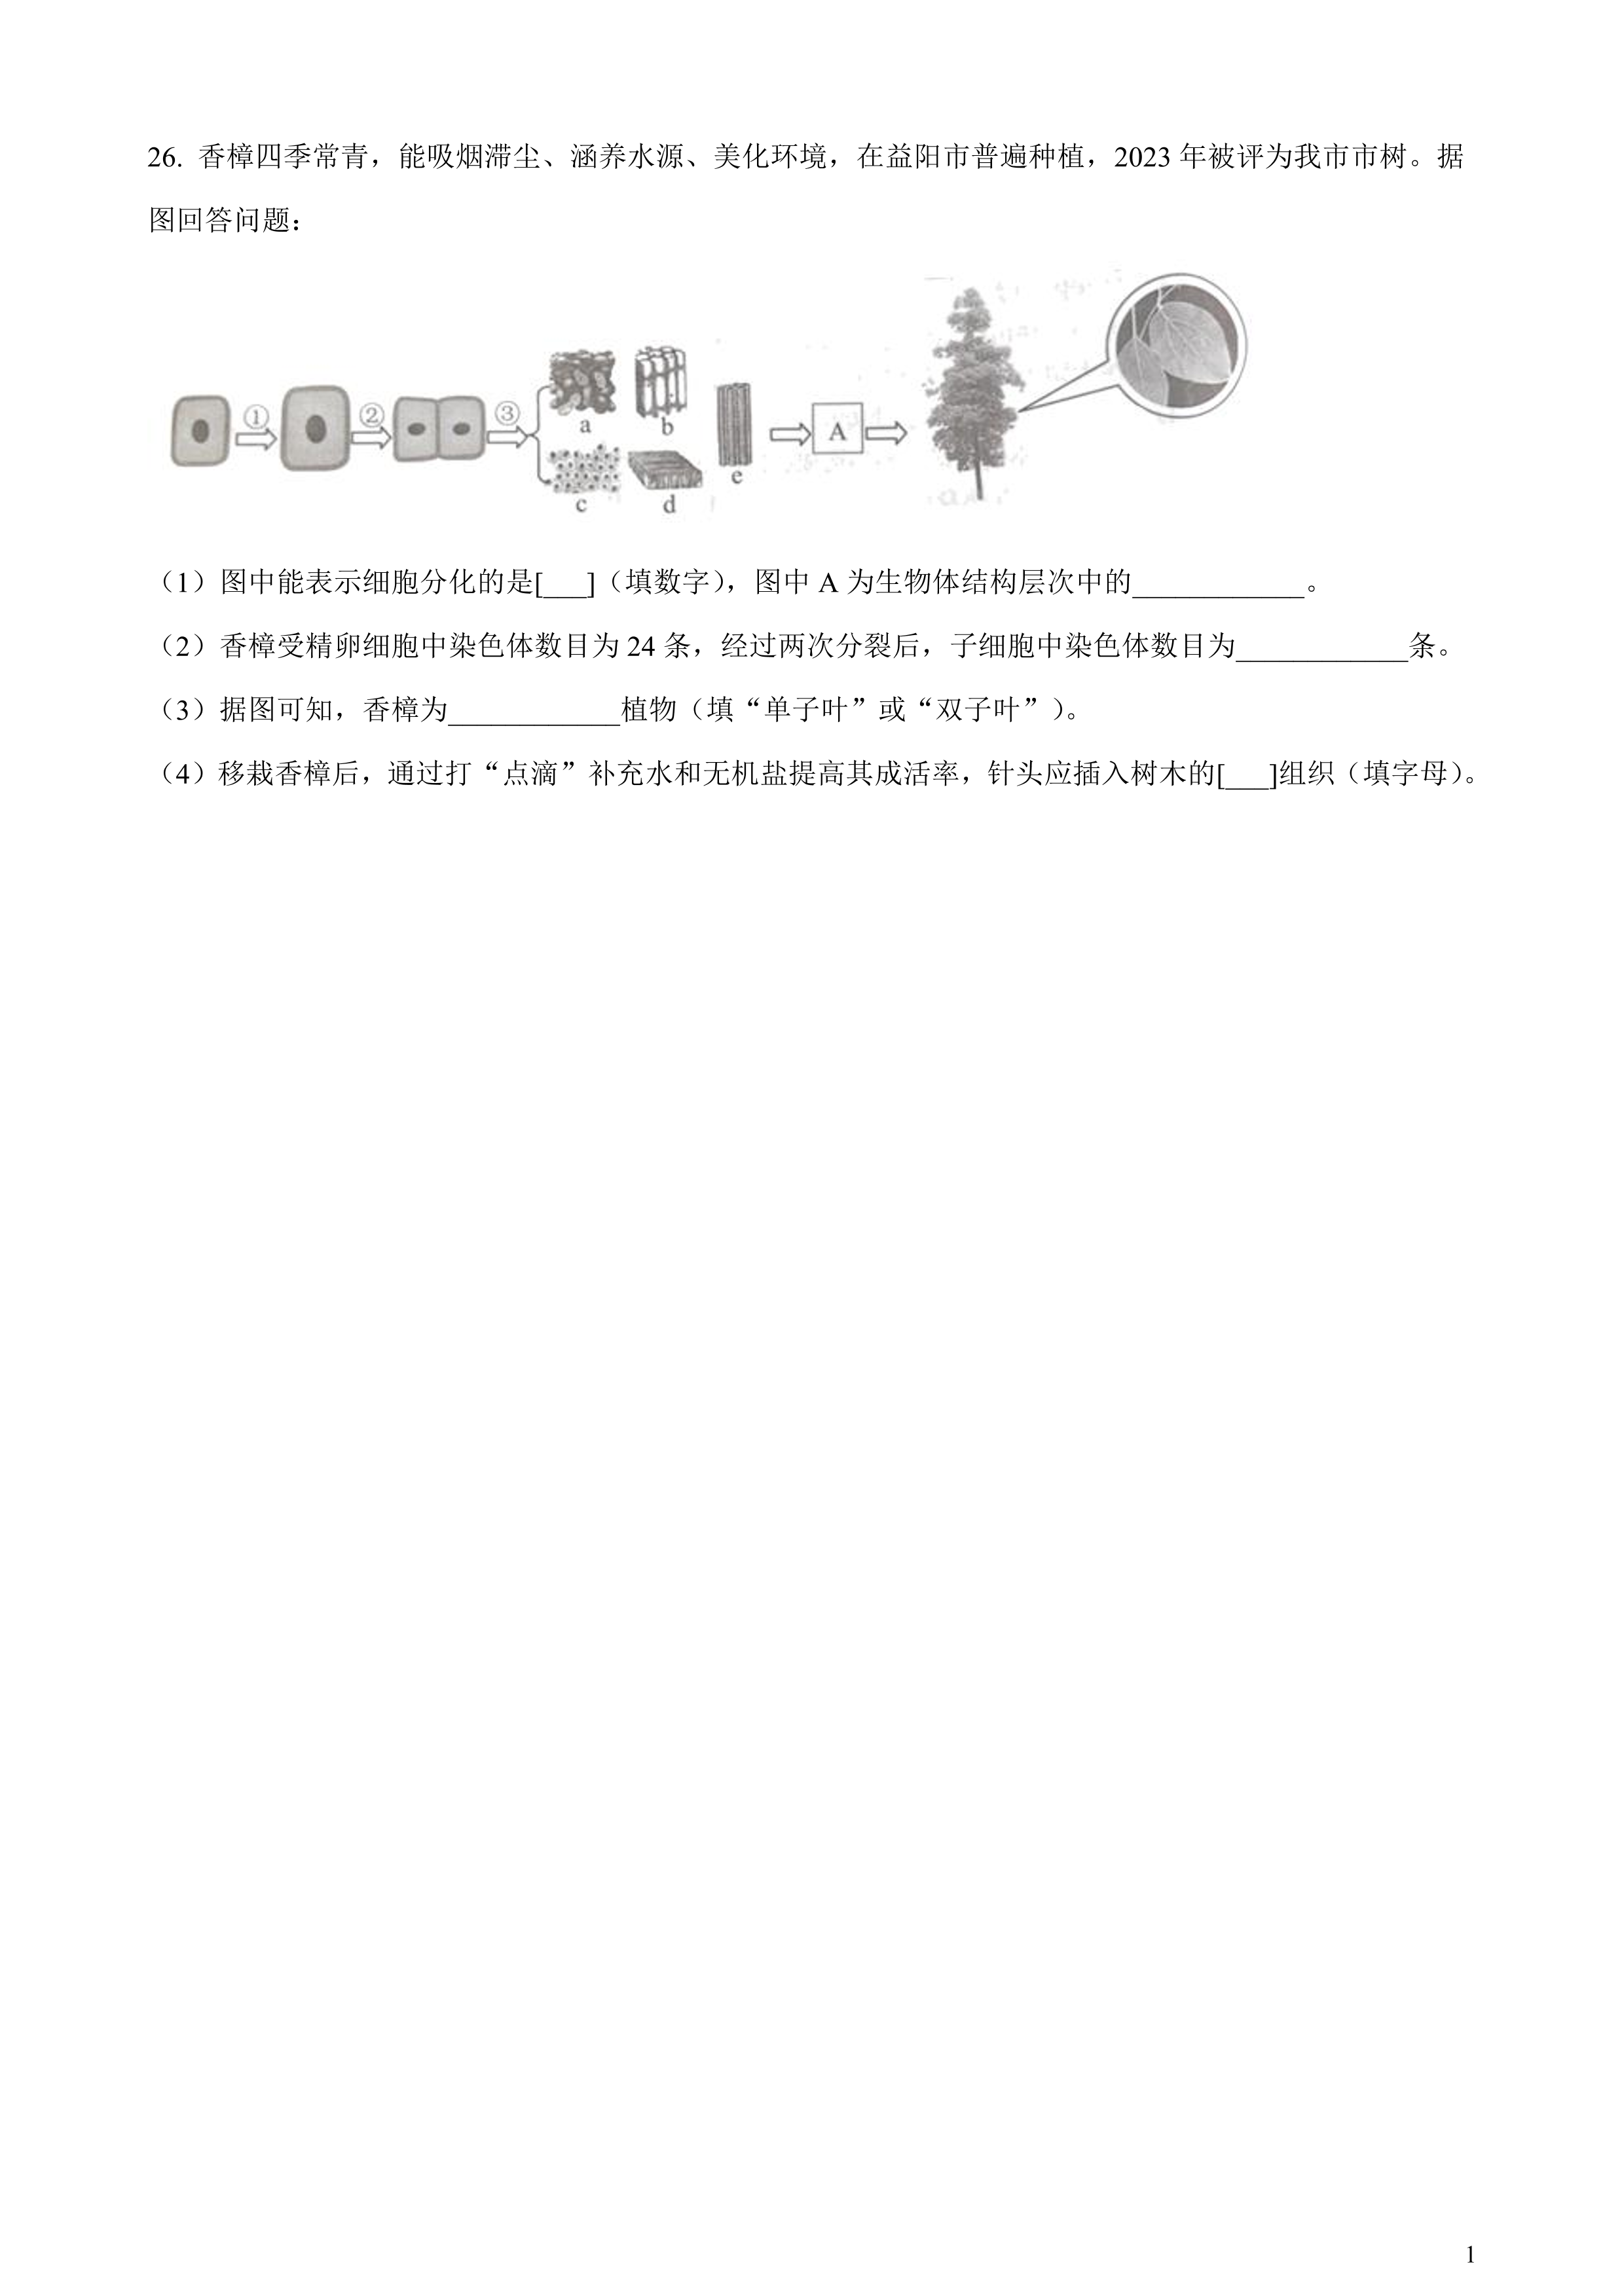 26. 香樟四季常青，能吸烟滞尘、涵养水源、美化环境，在益阳市普遍种植，2023 年被评为我市市树。据
图回答问题：
① ② ③ a b c d e A
（1）图中能表示细胞分化的是[___]（填数字），图中 A 为生物体结构层次中的____________。
（2）香樟受精卵细胞中染色体数目为 24 条，经过两次分裂后，子细胞中染色体数目为____________条。
（3）据图可知，香樟为____________植物（填“单子叶”或“双子叶”）。
（4）移栽香樟后，通过打“点滴”补充水和无机盐提高其成活率，针头应插入树木的[___]组织（填字母）。
1